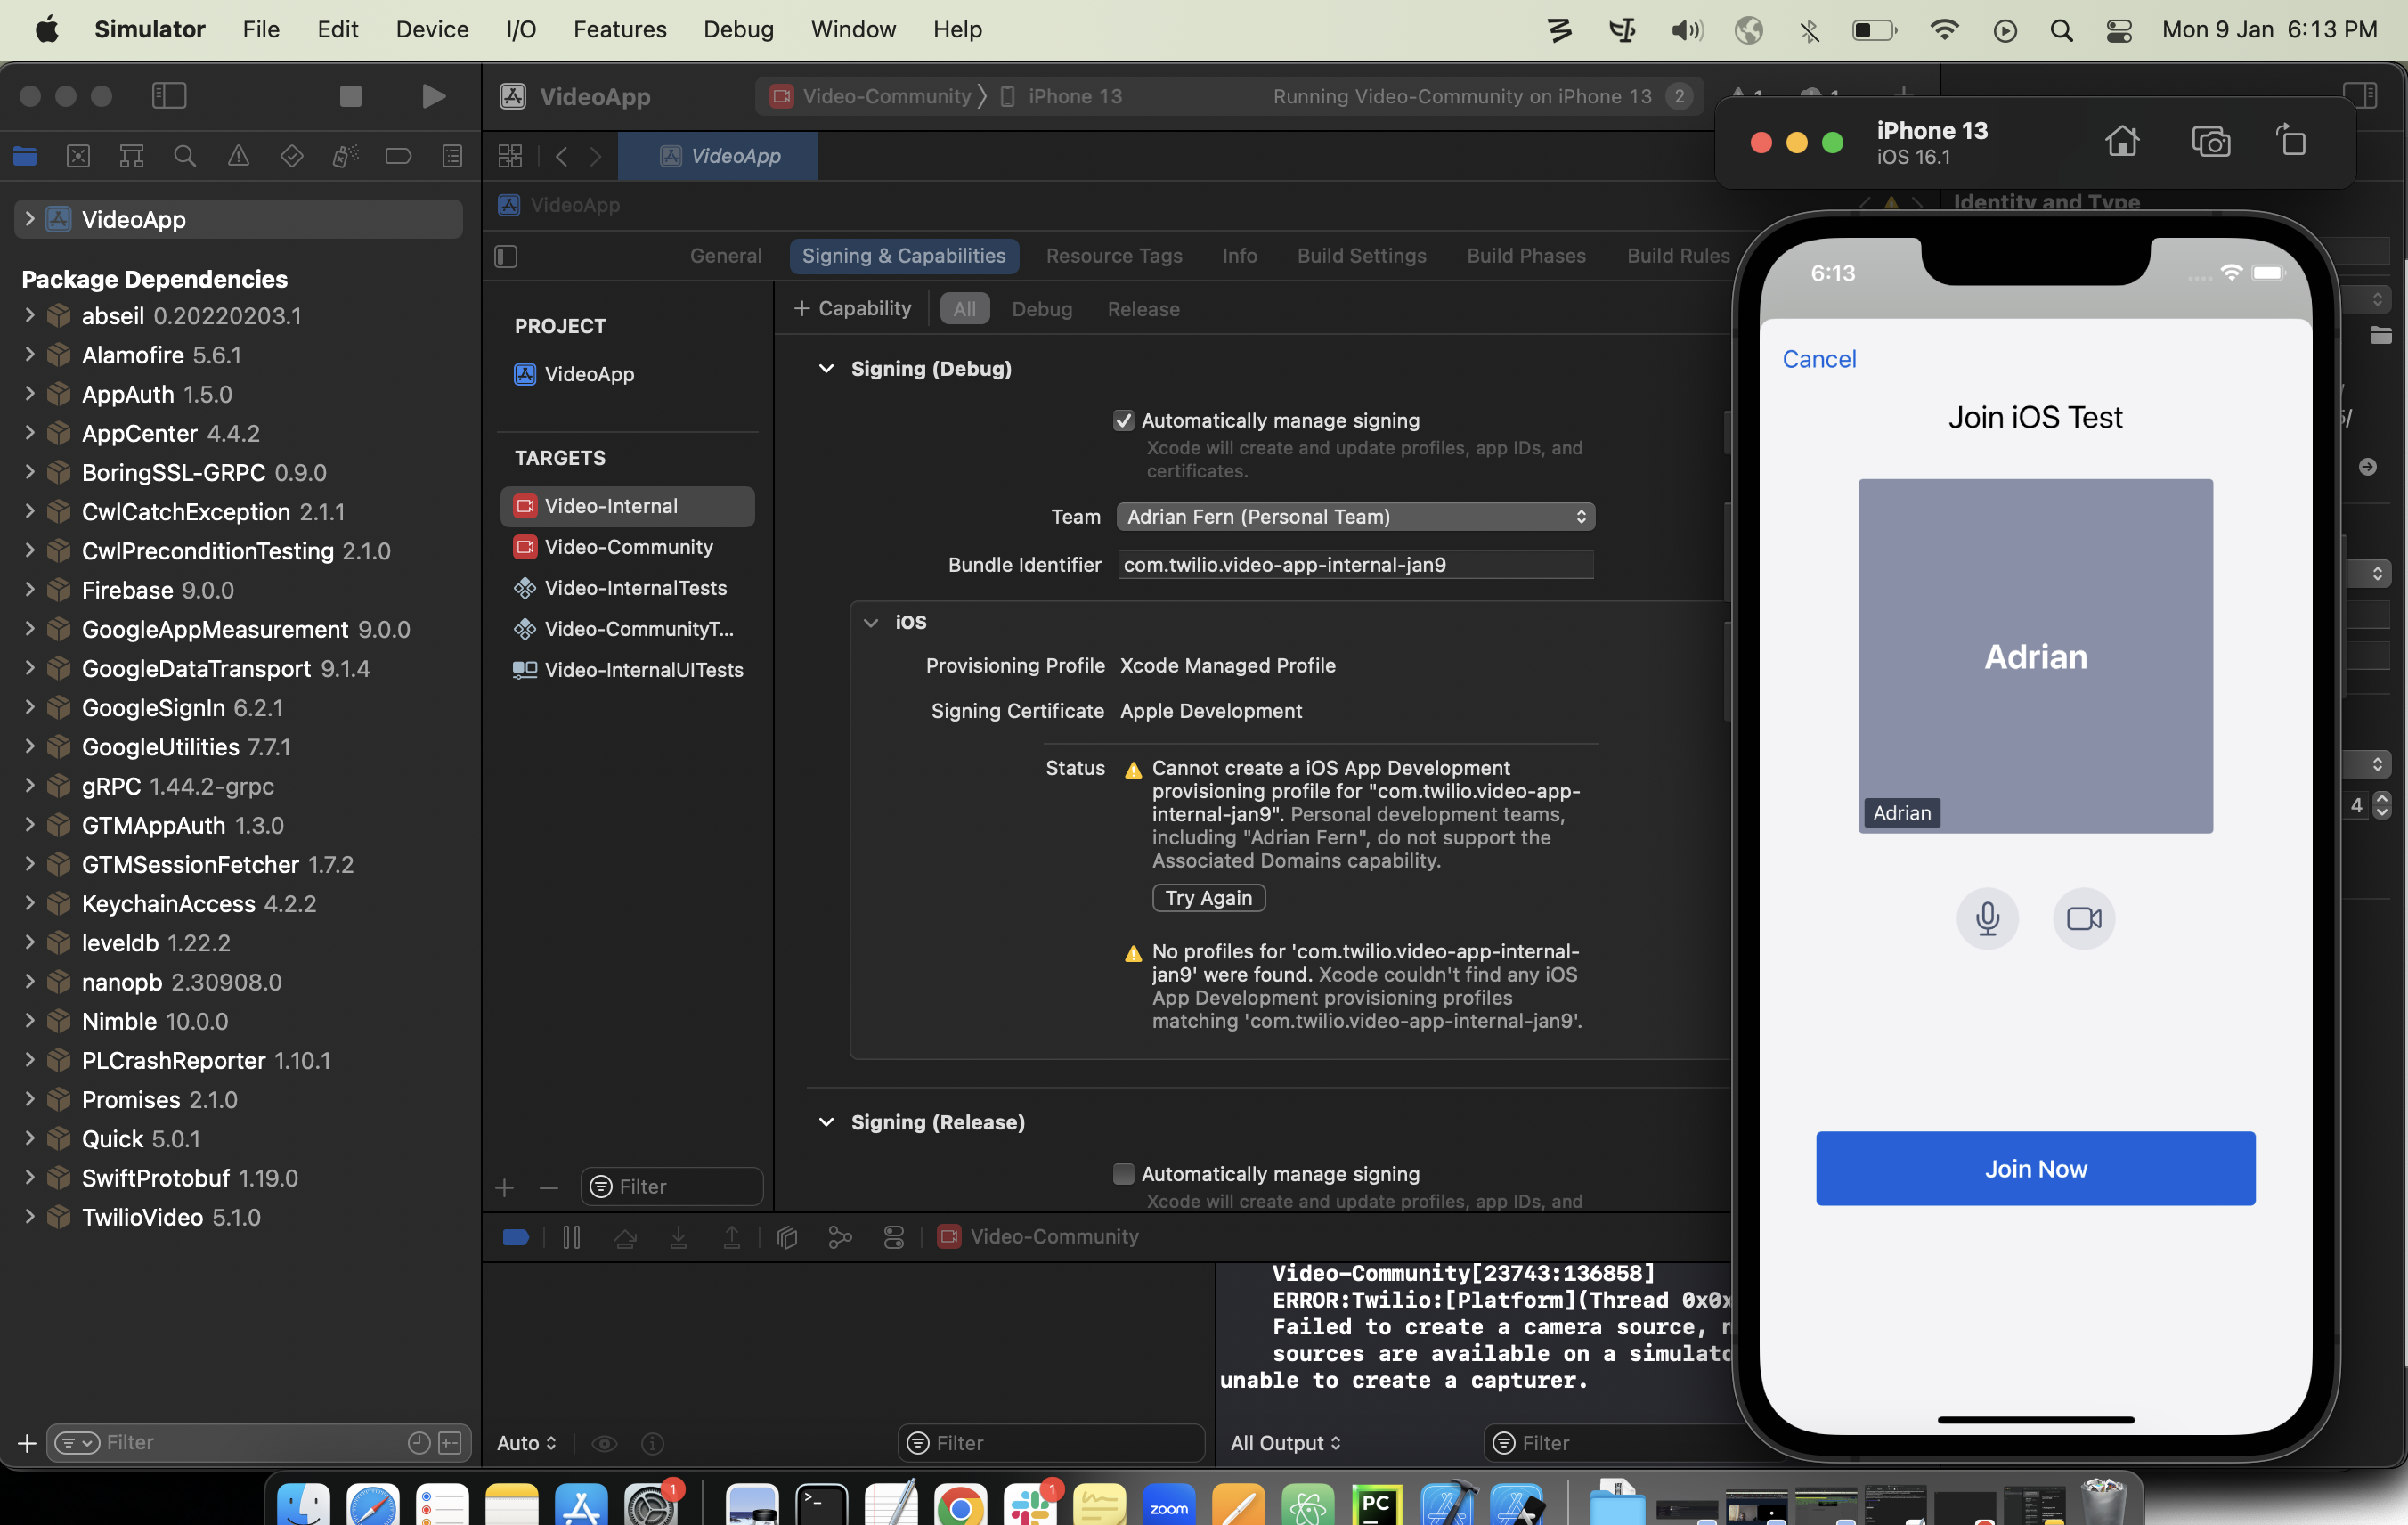 Simulator File Edit Device I/O Features Debug Window Help Mon 9 Jan 6:13 PM
VideoApp Video-Community iPhone 13 Running Video-Community on iPhone 13 2
VideoApp
VideoApp
VideoApp
Package Dependencies
abseil 0.20220203.1
Alamofire 5.6.1
AppAuth 1.5.0
AppCenter 4.4.2
BoringSSL-GRPC 0.9.0
CwlCatchException 2.1.1
CwlPreconditionTesting 2.1.0
Firebase 9.0.0
GoogleAppMeasurement 9.0.0
GoogleDataTransport 9.1.4
GoogleSignIn 6.2.1
GoogleUtilities 7.7.1
gRPC 1.44.2-grpc
GTMAppAuth 1.3.0
GTMSessionFetcher 1.7.2
KeychainAccess 4.2.2
leveldb 1.22.2
nanopb 2.30908.0
Nimble 10.0.0
PLCrashReporter 1.10.1
Promises 2.1.0
Quick 5.0.1
SwiftProtobuf 1.19.0
TwilioVideo 5.1.0
Filter
General Signing & Capabilities Resource Tags Info Build Settings Build Phases Build Rules
PROJECT
VideoApp
TARGETS
Video-Internal
Video-Community
Video-InternalTests
Video-CommunityT...
Video-InternalUITests
Filter
+ Capability All Debug Release
Signing (Debug)
Automatically manage signing
Xcode will create and update profiles, app IDs, and
certificates.
Team Adrian Fern (Personal Team)
Bundle Identifier com.twilio.video-app-internal-jan9
iOS
Provisioning Profile Xcode Managed Profile
Signing Certificate Apple Development
Status Cannot create a iOS App Development
provisioning profile for "com.twilio.video-app-
internal-jan9". Personal development teams,
including "Adrian Fern", do not support the
Associated Domains capability.
Try Again
No profiles for 'com.twilio.video-app-internal-
jan9' were found. Xcode couldn't find any iOS
App Development provisioning profiles
matching 'com.twilio.video-app-internal-jan9'.
Signing (Release)
Automatically manage signing
Xcode will create and update profiles, app IDs, and
Video-Community
Video-Community[23743:136858]
ERROR:Twilio:[Platform](Thread 0x0x
Failed to create a camera source,
sources are available on a
unable to create a capturer.
Auto Filter
All Output Filter
Identity and Type
4
iPhone 13
iOS 16.1
6:13
Cancel
Join iOS Test
Adrian
Adrian
Join Now
1
1
zoom
PC